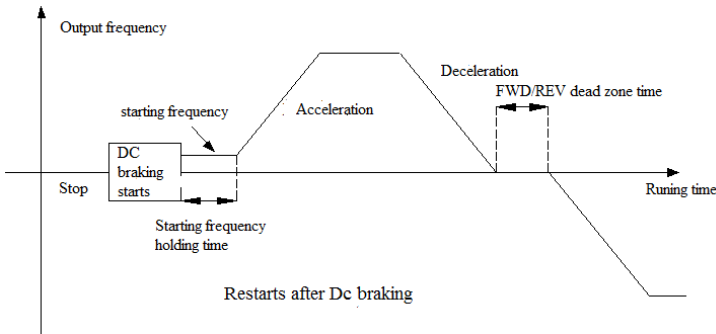 Output frequency
Deceleration
FWD/REV dead zone time
starting frequency
Acceleration
DC
braking
starts
Stop
Runing time
Starting frequency
holding time
Restarts after Dc braking